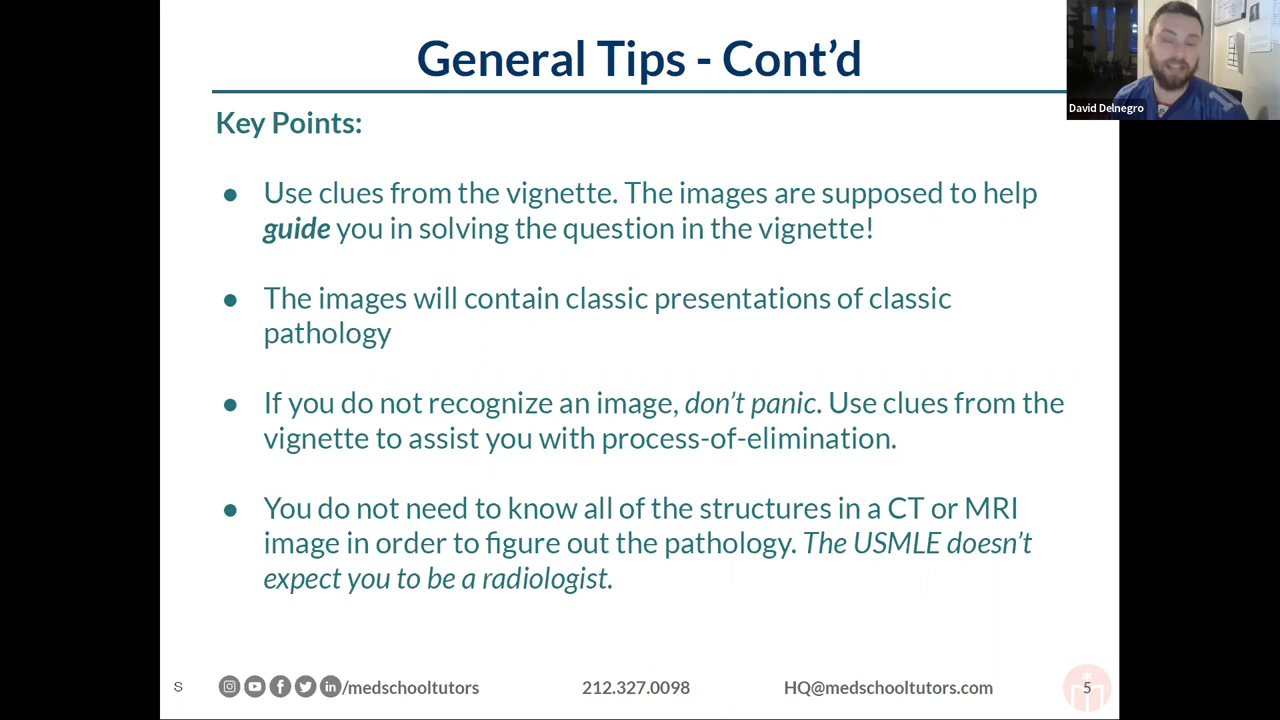 General Tips - Cont’d
David Delnegro
Key Points:
● Use clues from the vignette. The images are supposed to help
guide you in solving the question in the vignette!
● The images will contain classic presentations of classic
pathology
● If you do not recognize an image, don’t panic. Use clues from the
vignette to assist you with process-of-elimination.
● You do not need to know all of the structures in a CT or MRI
image in order to figure out the pathology. The USMLE doesn’t
expect you to be a radiologist.
S
/medschooltutors
212.327.0098
HQ@medschooltutors.com
5